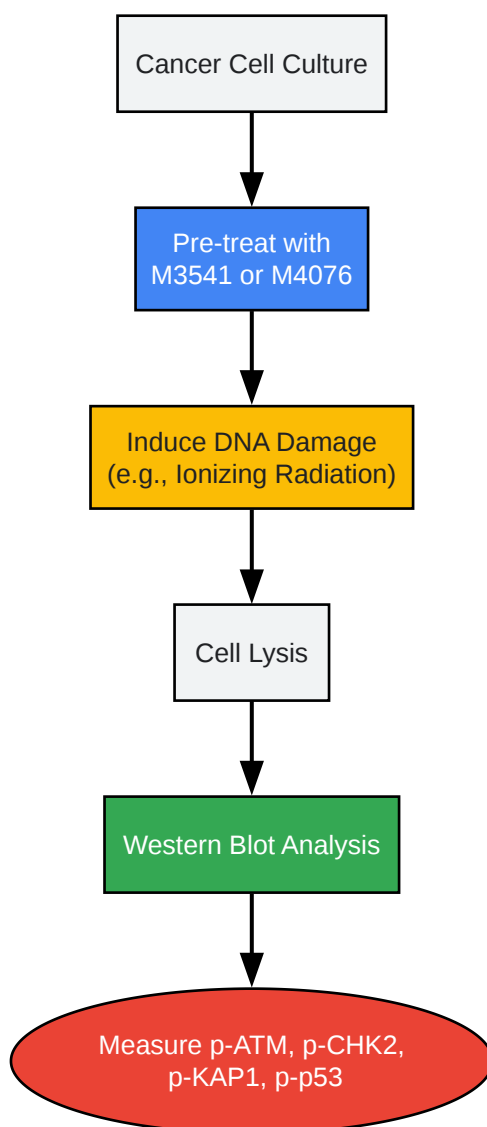 Cancer Cell Culture
Pre-treat with
M3541 or M4076
Induce DNA Damage
(e.g., Ionizing Radiation)
Cell Lysis
Western Blot Analysis
Measure p-ATM, p-CHK2,
p-KAP1, p-p53